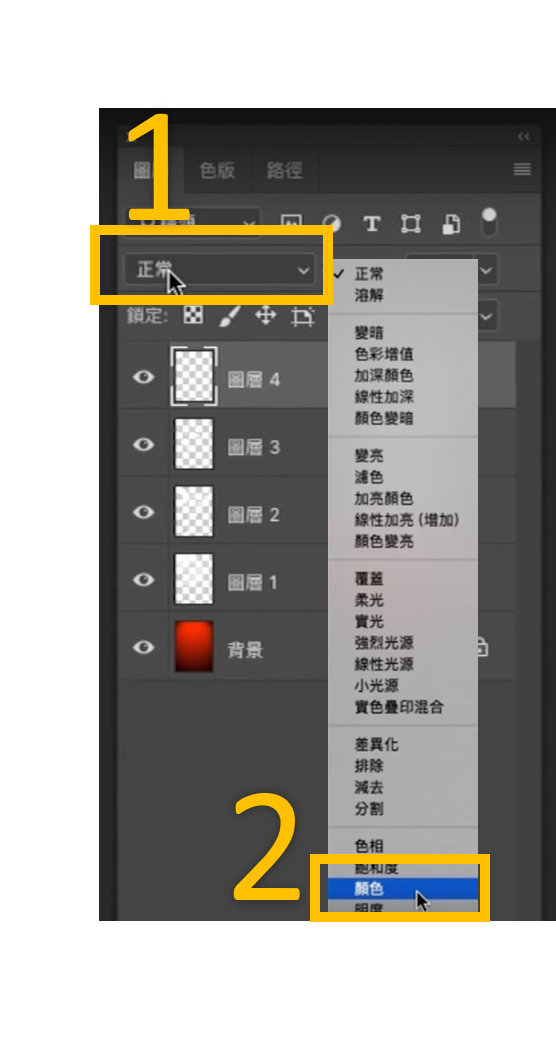 1
色版 路徑
正常
鎖定:
圖層 4
圖層 3
圖層 2
圖層 1
背景
正常
溶解
變暗
色彩增值
加深顏色
線性加深
顏色變暗
變亮
濾色
加亮顏色
線性加亮 (增加)
顏色變亮
覆蓋
柔光
實光
強烈光源
線性光源
小光源
實色疊印混合
差異化
排除
減去
分割
色相
飽和度
顏色
明度
2